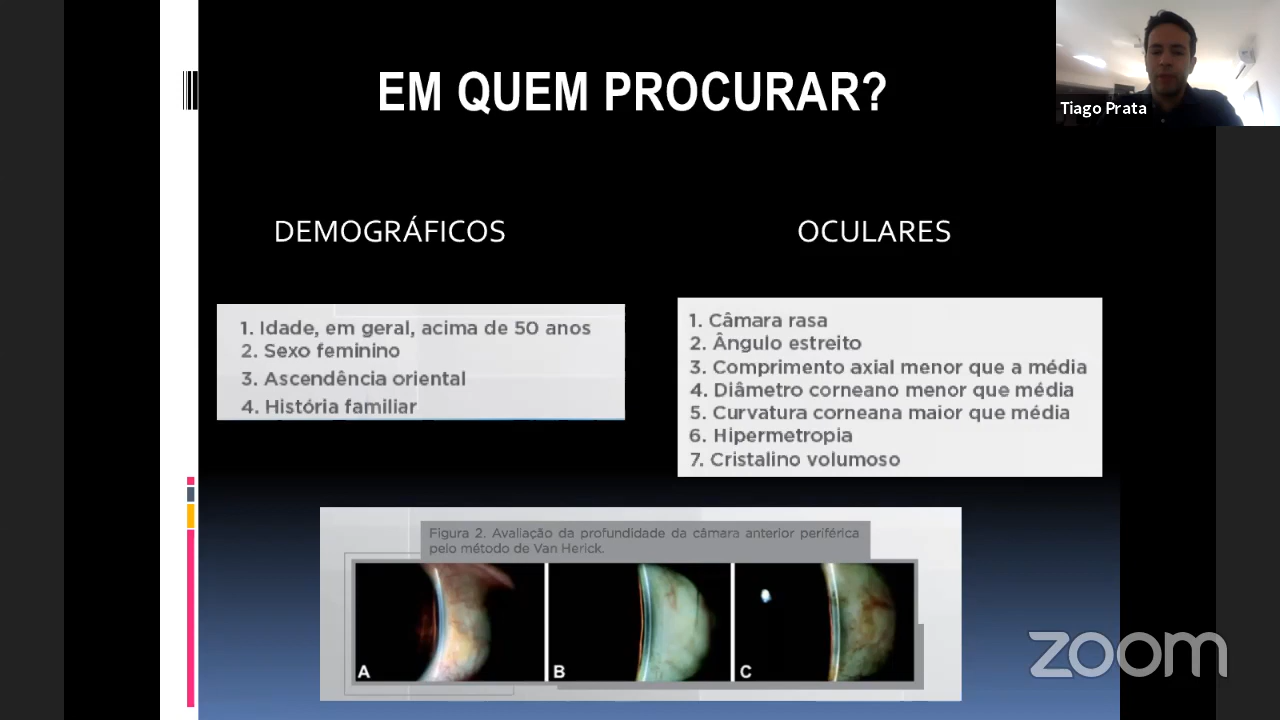 EM QUEM PROCURAR?
Tiago Prata
DEMOGRÁFICOS
OCULARES
1. Idade, em geral, acima de 50 anos
2. Sexo feminino
3. Ascendência oriental
4. História familiar
1. Câmara rasa
2. Ângulo estreito
3. Comprimento axial menor que a média
4. Diâmetro corneano menor que média
5. Curvatura corneana maior que média
6. Hipermetropia
7. Cristalino volumoso
Figura 2. Avaliação da profundidade da câmara anterior periférica
pelo método de Van Herick.
A
B
C
zoom